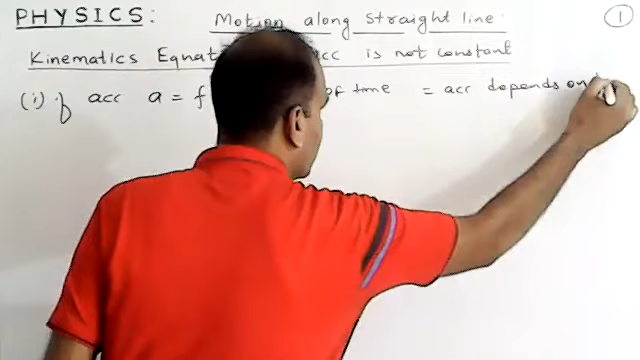 PHYSICS: Motion along straight line: 1
Kinematics Equat acc is not constant
(i) if acc a = f of time = acc depends on